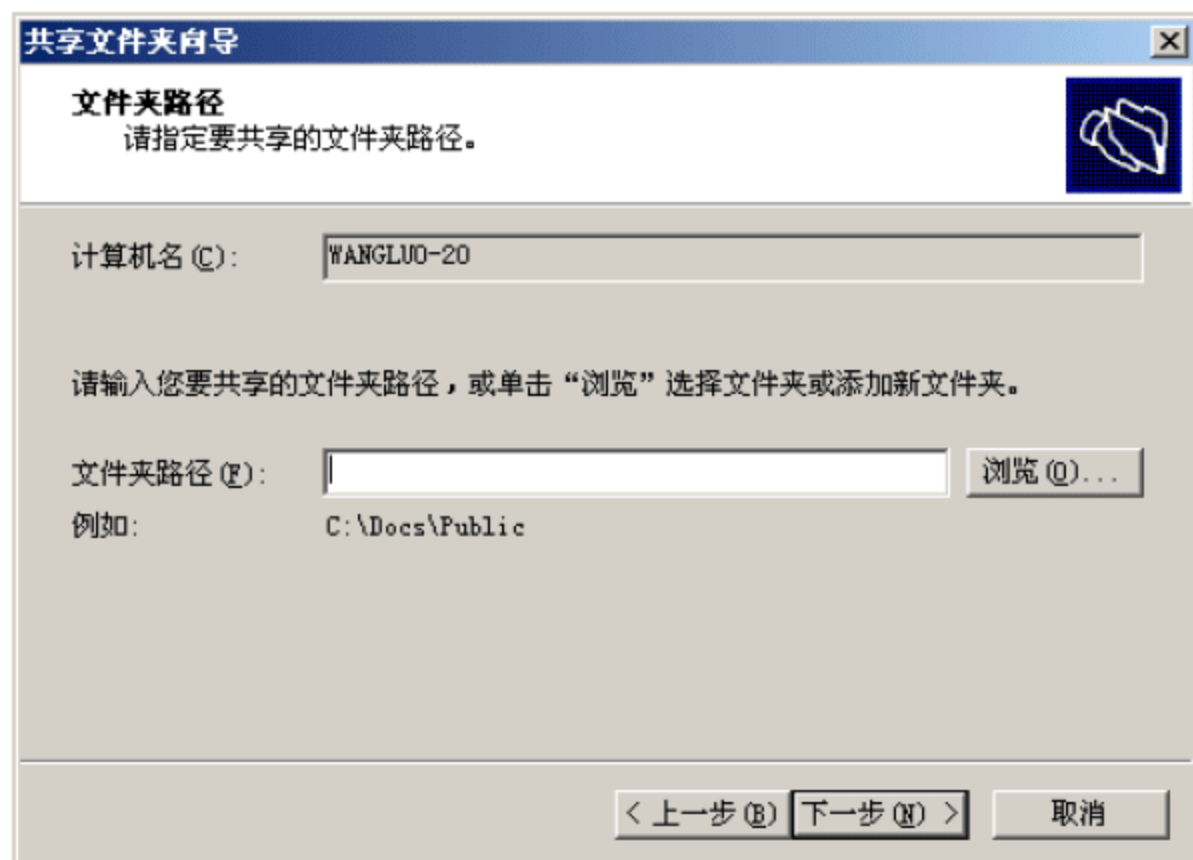 共享文件夹向导
文件夹路径
请指定要共享的文件夹路径。
计算机名(C): WANGLUO-20
请输入您要共享的文件夹路径，或单击“浏览”选择文件夹或添加新文件夹。
文件夹路径(F): 浏览(O)...
例如: C:\Docs\Public
< 上一步(B) 下一步(N) > 取消